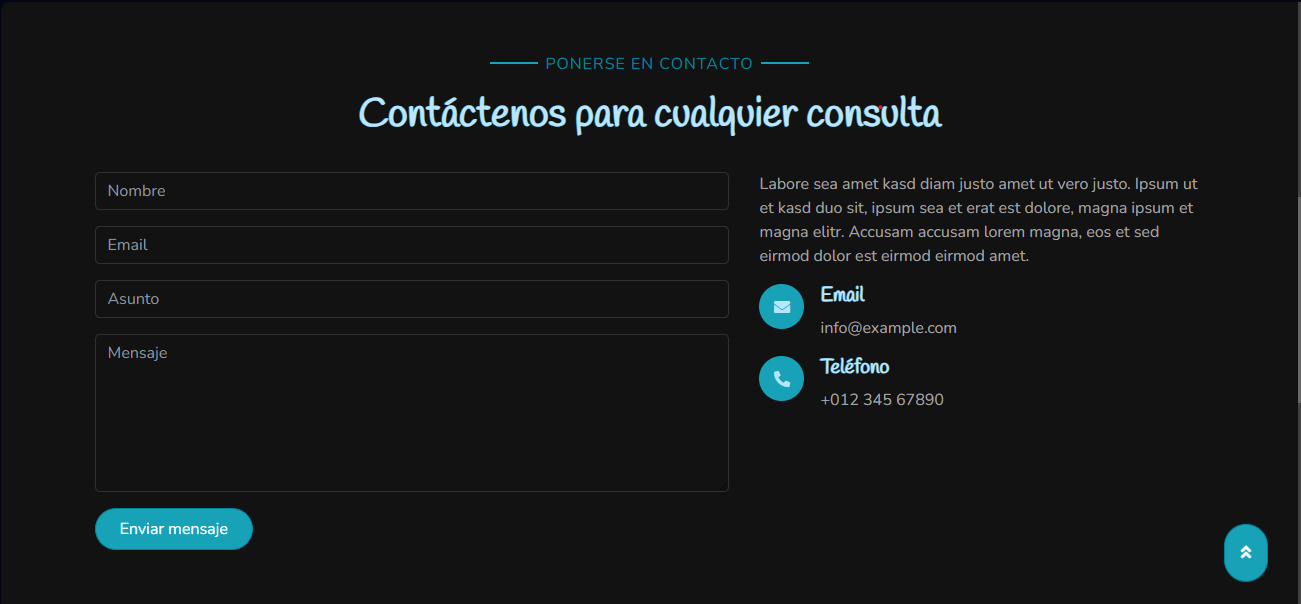 PONERSE EN CONTACTO
Contáctenos para cualquier consulta
Nombre
Email
Asunto
Mensaje
Enviar mensaje
Labore sea amet kasd diam justo amet ut vero justo. Ipsum ut
et kasd duo sit, ipsum sea et erat est dolore, magna ipsum et
magna elitr. Accusam accusam lorem magna, eos et sed
eirmod dolor est eirmod eirmod amet.
Email
info@example.com
Teléfono
+012 345 67890